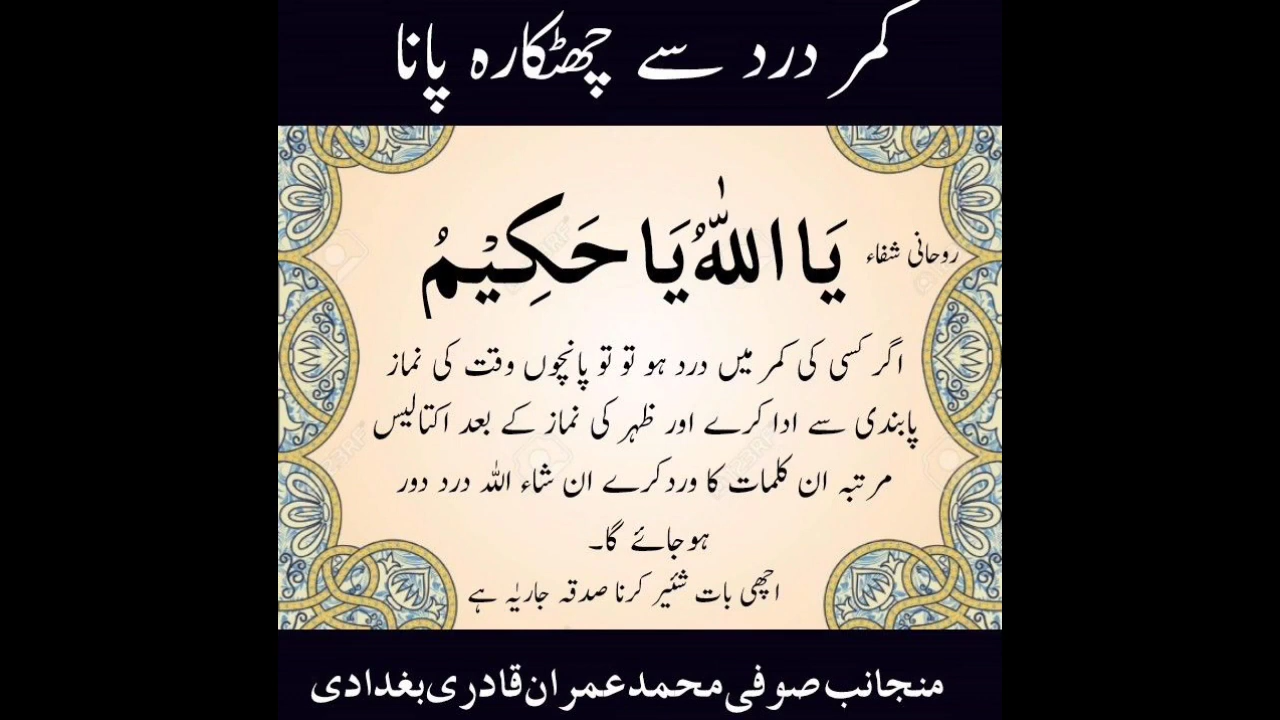 کمر درد سے چھٹکارہ پانا
روحانی شفاء
یَا اللّٰہُ یَا حَکِیْمُ
اگر کسی کی کمر میں درد ہو تو تو پانچوں وقت کی نماز
پابندی سے ادا کرے اور ظہر کی نماز کے بعد اکتالیس
مرتبہ ان کلمات کا ورد کرے ان شاء اللہ درد دور
ہوجائے گا۔
اچھی بات شئیر کرنا صدقہ جاریہ ہے
منجانب صوفی محمد عمران قادری بغدادی